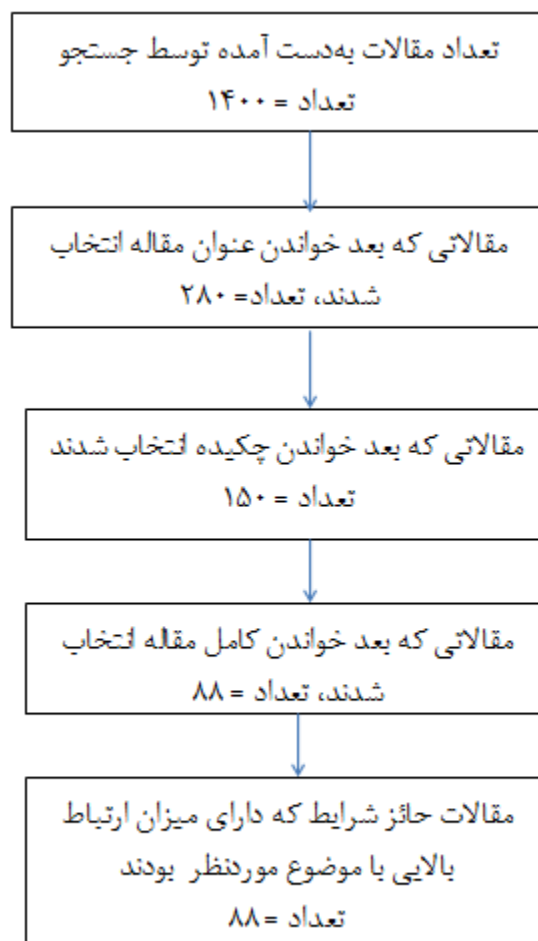 تعداد مقالات به‌دست آمده توسط جستجو
تعداد = ۱۴۰۰
مقالاتی که بعد خواندن عنوان مقاله انتخاب
شدند، تعداد= ۲۸۰
مقالاتی که بعد خواندن چکیده انتخاب شدند
تعداد = ۱۵۰
مقالاتی که بعد خواندن کامل مقاله انتخاب
شدند، تعداد = ۸۸
مقالات حائز شرایط که دارای میزان ارتباط
بالایی با موضوع موردنظر بودند
تعداد = ۸۸